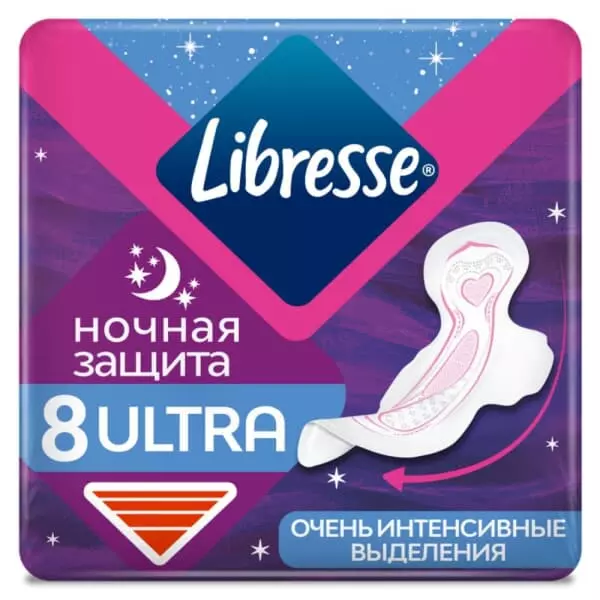 Libresse®
НОЧНАЯ
ЗАЩИТА
8 ULTRA
ОЧЕНЬ ИНТЕНСИВНЫЕ
ВЫДЕЛЕНИЯ